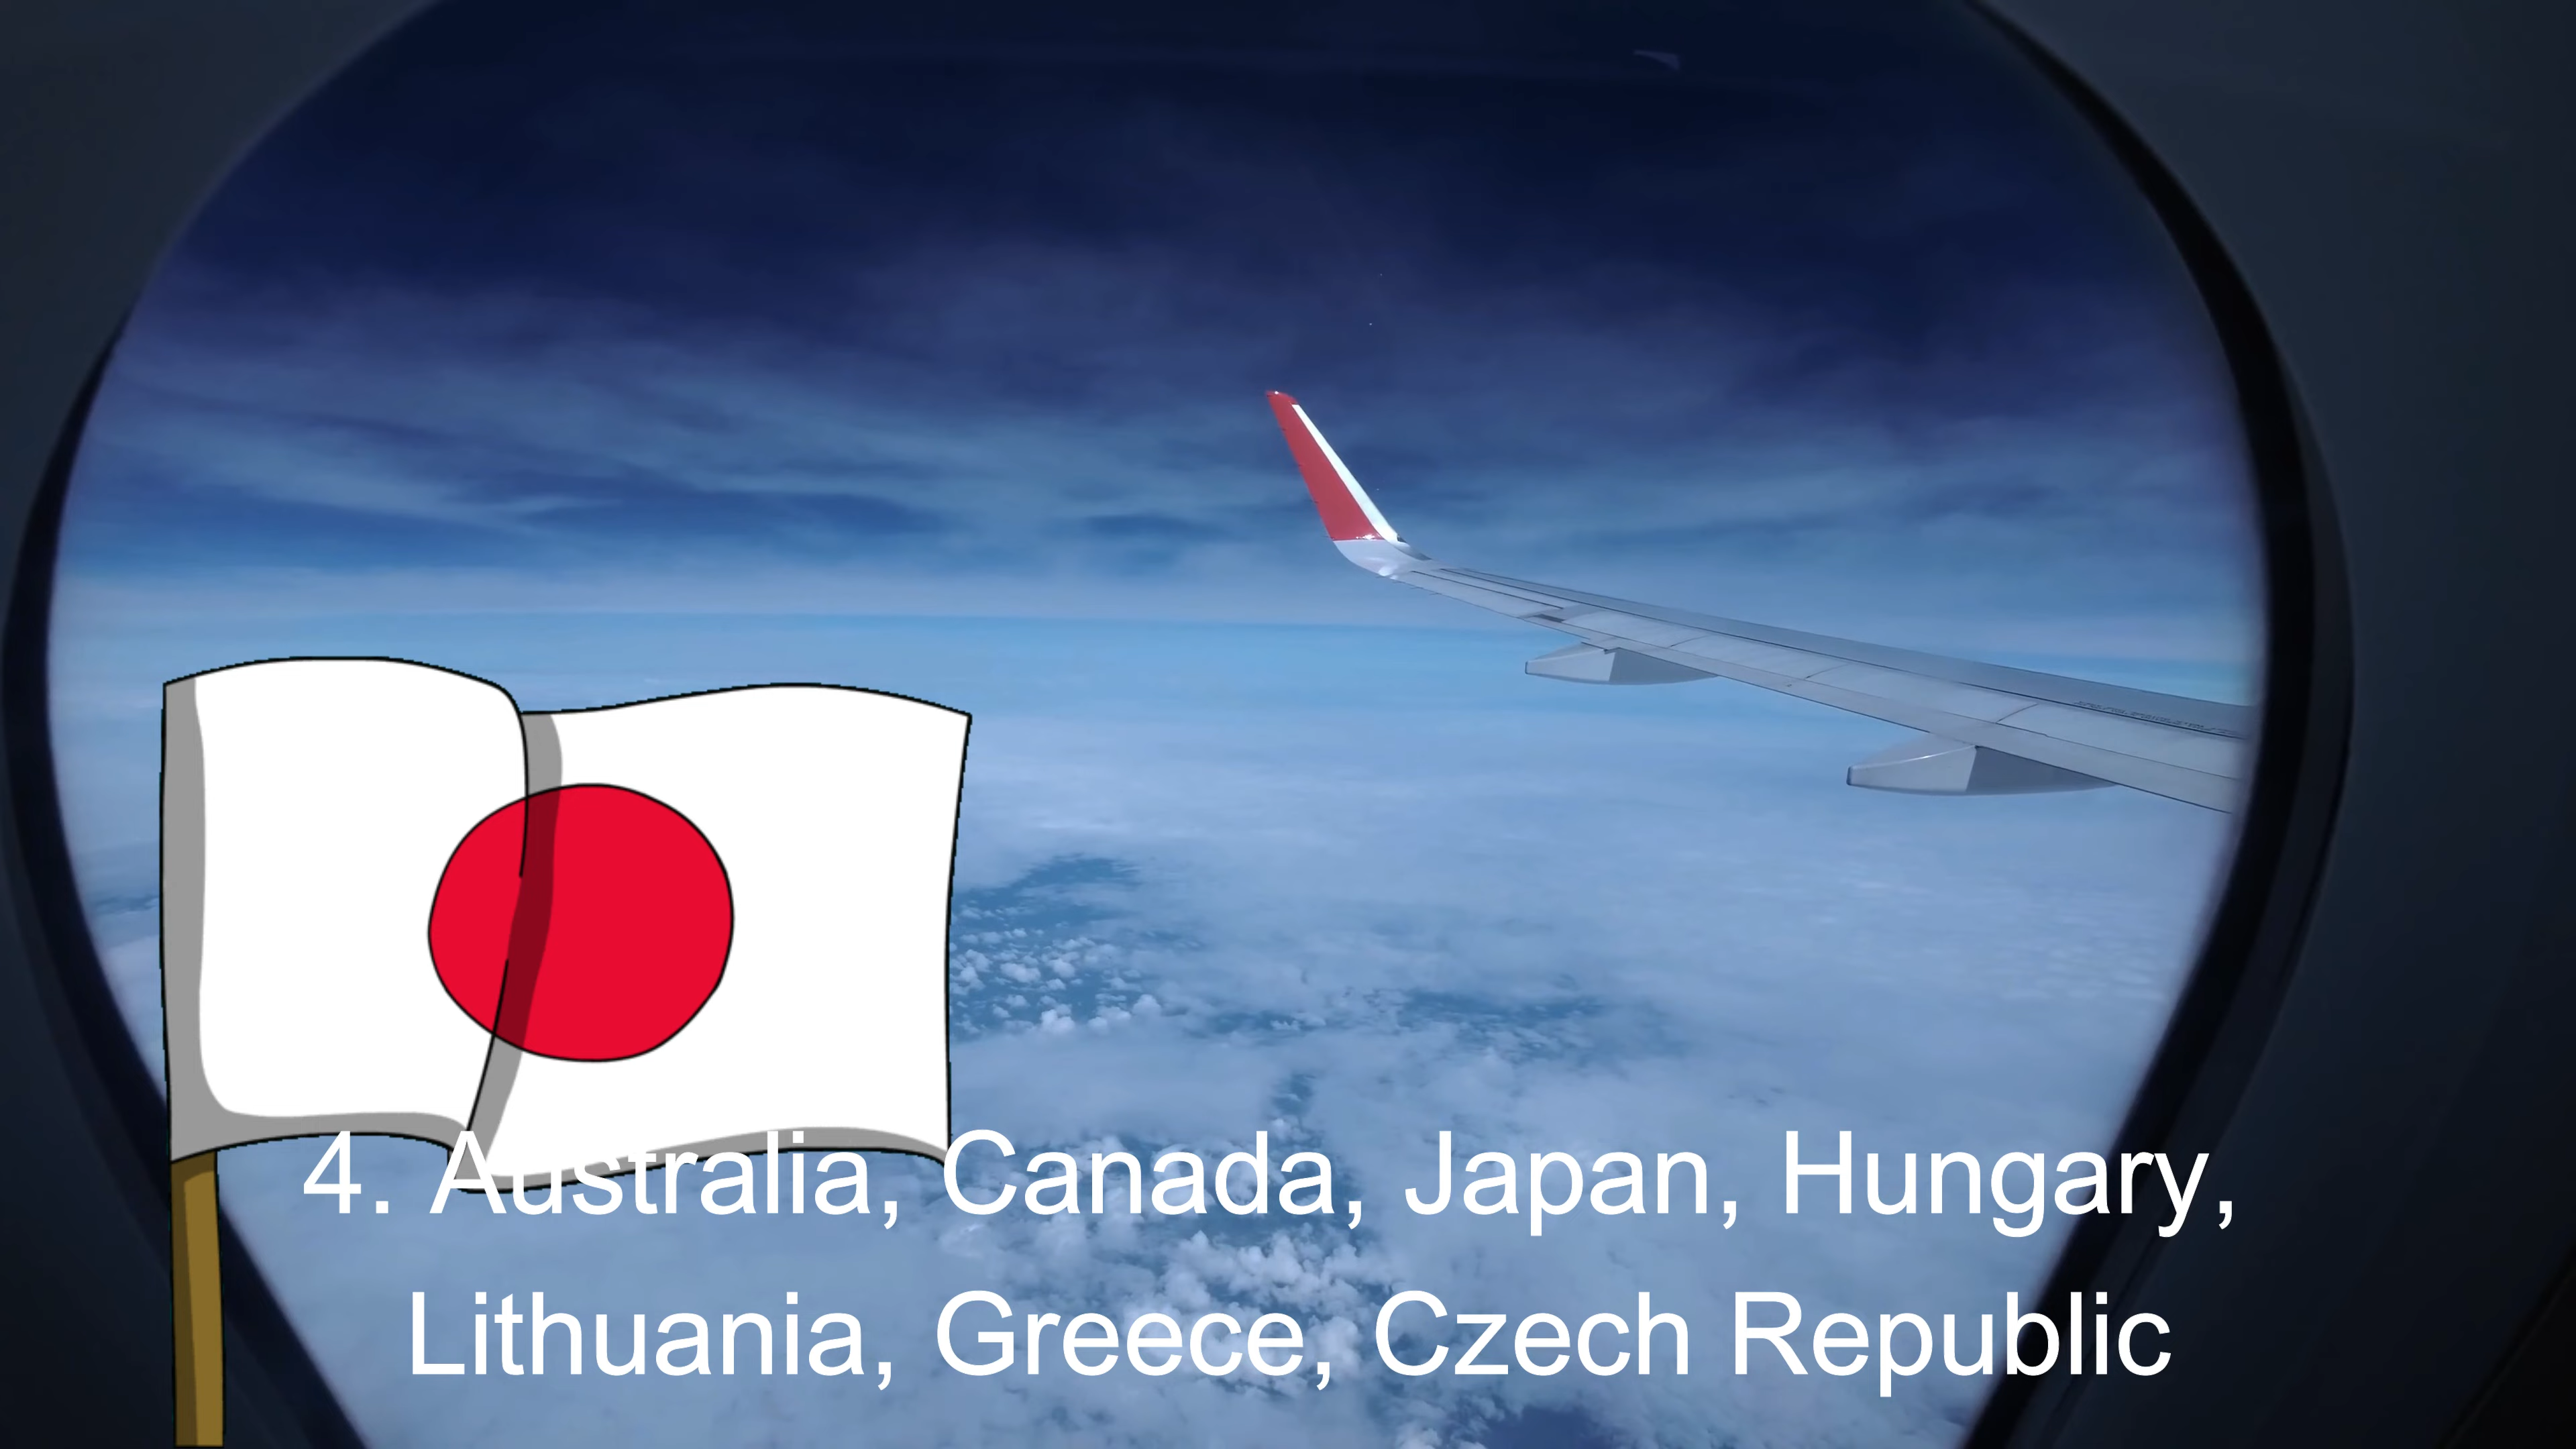 4. Australia, Canada, Japan, Hungary,
Lithuania, Greece, Czech Republic